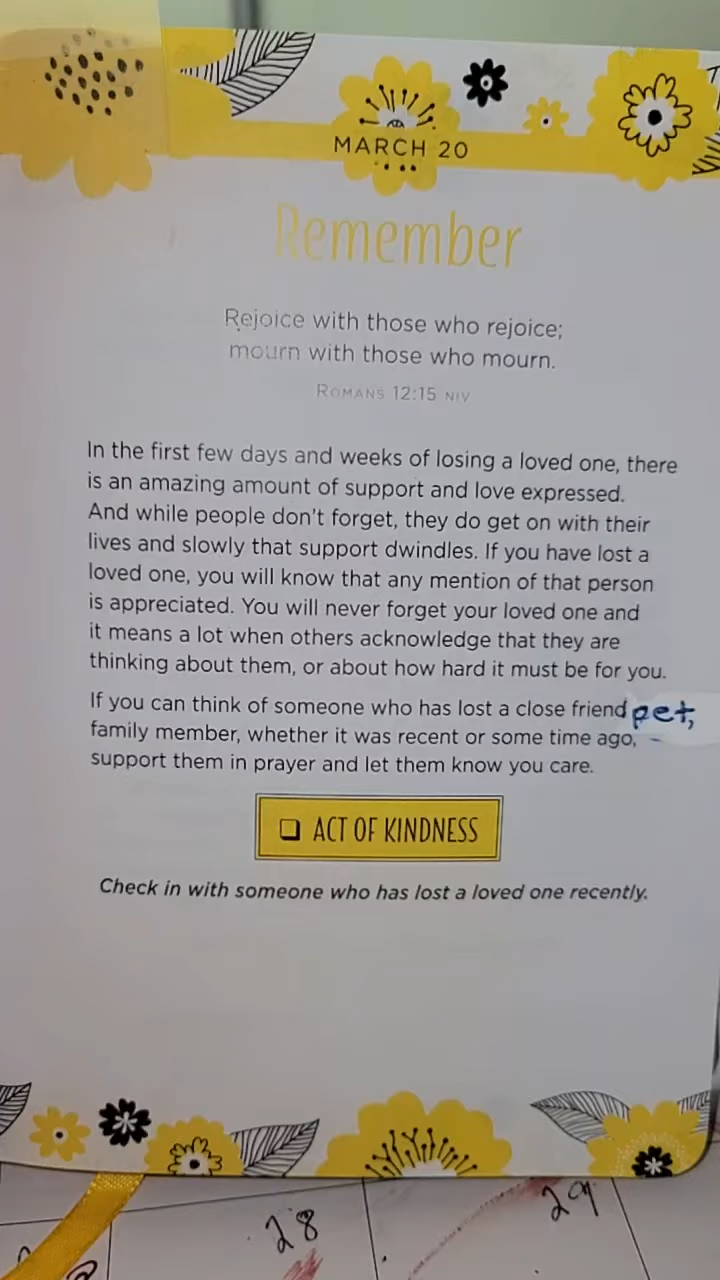 MARCH 20
Remember
Rejoice with those who rejoice;
mourn with those who mourn.
ROMANS 12:15 NIV
In the first few days and weeks of losing a loved one, there
is an amazing amount of support and love expressed.
And while people don't forget, they do get on with their
lives and slowly that support dwindles. If you have lost a
loved one, you will know that any mention of that person
is appreciated. You will never forget your loved one and
it means a lot when others acknowledge that they are
thinking about them, or about how hard it must be for you.
If you can think of someone who has lost a close friend pet,
family member, whether it was recent or some time ago,
support them in prayer and let them know you care.
ACT OF KINDNESS
Check in with someone who has lost a loved one recently.
28
29